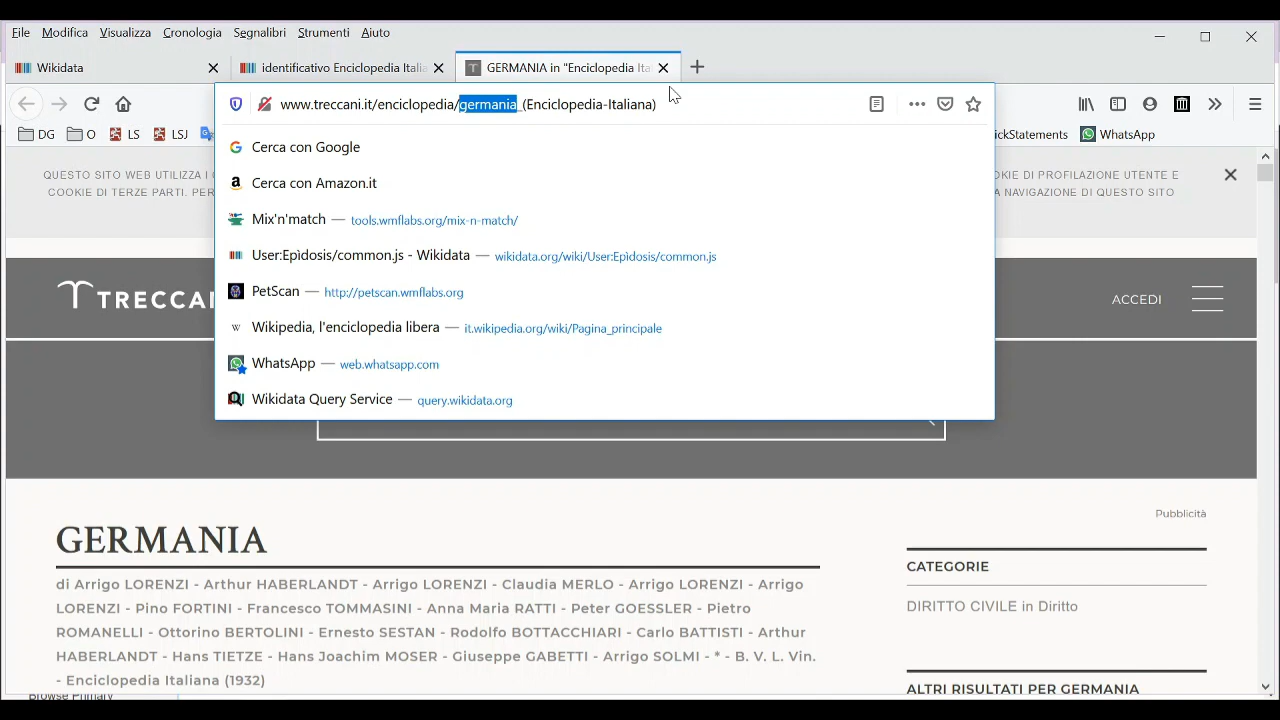 File Modifica Visualizza Cronologia Segnalibri Strumenti Aiuto
Wikidata identificativo Enciclopedia Italia GERMANIA in "Enciclopedia Ita
www.treccani.it/enciclopedia/germania_(Enciclopedia-Italiana)
DG O LS LSJ ickStatements WhatsApp
Cerca con Google
Cerca con Amazon.it
Mix'n'match — tools.wmflabs.org/mix-n-match/
User:Epìdosis/common.js - Wikidata — wikidata.org/wiki/User:Epìdosis/common.js
PetScan — http://petscan.wmflabs.org
Wikipedia, l'enciclopedia libera — it.wikipedia.org/wiki/Pagina_principale
WhatsApp — web.whatsapp.com
Wikidata Query Service — query.wikidata.org
QUESTO SITO WEB UTILIZZA I OKIE DI PROFILAZIONE UTENTE E
COOKIE DI TERZE PARTI. PER A NAVIGAZIONE DI QUESTO SITO
TRECCANI ACCEDI
Pubblicità
GERMANIA
di Arrigo LORENZI - Arthur HABERLANDT - Arrigo LORENZI - Claudia MERLO - Arrigo LORENZI - Arrigo
LORENZI - Pino FORTINI - Francesco TOMMASINI - Anna Maria RATTI - Peter GOESSLER - Pietro
ROMANELLI - Ottorino BERTOLINI - Ernesto SESTAN - Rodolfo BOTTACCHIARI - Carlo BATTISTI - Arthur
HABERLANDT - Hans TIETZE - Hans Joachim MOSER - Giuseppe GABETTI - Arrigo SOLMI - * - B. V. L. Vin.
- Enciclopedia Italiana (1932)
CATEGORIE
DIRITTO CIVILE in Diritto
ALTRI RISULTATI PER GERMANIA
Browse Primary